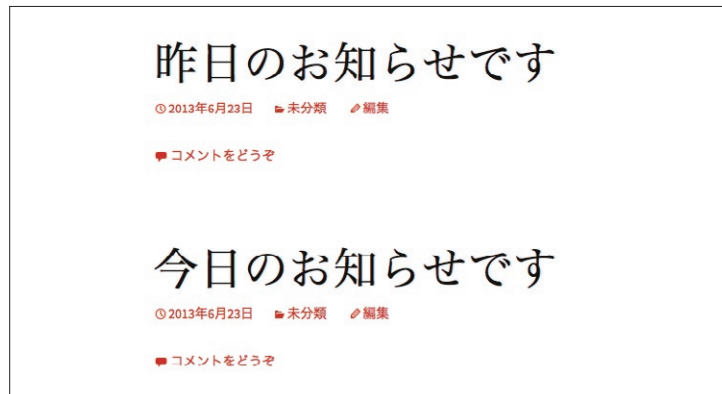 昨日のお知らせです
2013年6月23日 未分類 編集
コメントをどうぞ
今日のお知らせです
2013年6月23日 未分類 編集
コメントをどうぞ